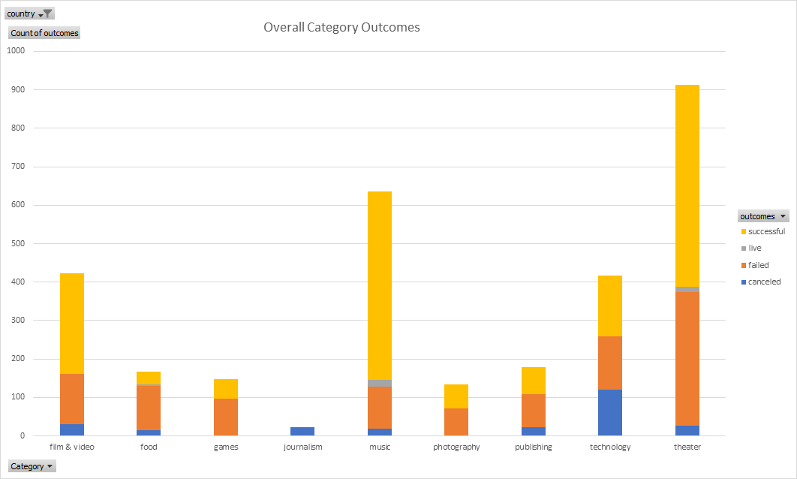 country
Overall Category Outcomes
Count of outcomes
1000
900
800
700
600
500
400
300
200
100
0
film & video food games journalism music photography publishing technology theater
outcomes
successful
live
failed
canceled
Category